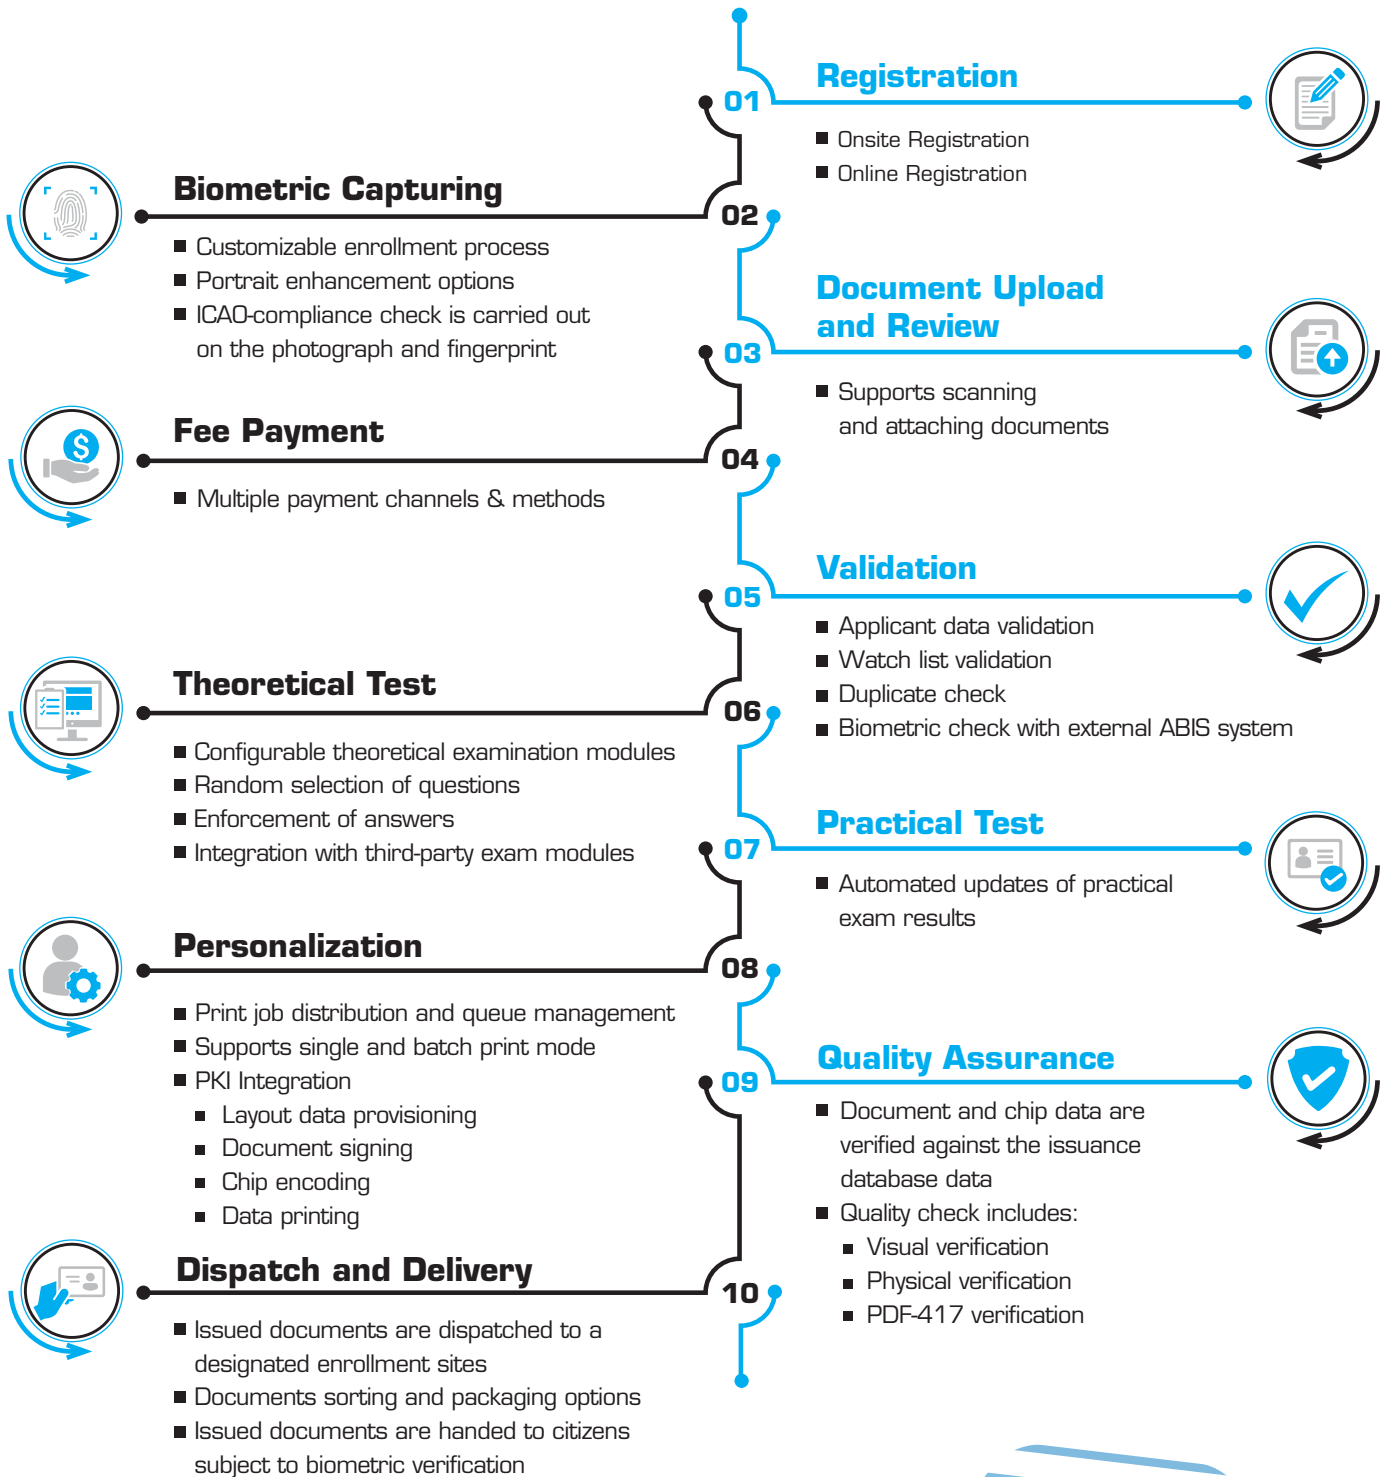 01
Registration
■ Onsite Registration
■ Online Registration
02
Biometric Capturing
■ Customizable enrollment process
■ Portrait enhancement options
■ ICAO-compliance check is carried out
on the photograph and fingerprint
03
Document Upload
and Review
■ Supports scanning
and attaching documents
04
Fee Payment
■ Multiple payment channels & methods
05
Validation
■ Applicant data validation
■ Watch list validation
■ Duplicate check
■ Biometric check with external ABIS system
06
Theoretical Test
■ Configurable theoretical examination modules
■ Random selection of questions
■ Enforcement of answers
■ Integration with third-party exam modules
07
Practical Test
■ Automated updates of practical
exam results
08
Personalization
■ Print job distribution and queue management
■ Supports single and batch print mode
■ PKI Integration
■ Layout data provisioning
■ Document signing
■ Chip encoding
■ Data printing
09
Quality Assurance
■ Document and chip data are
verified against the issuance
database data
■ Quality check includes:
■ Visual verification
■ Physical verification
■ PDF-417 verification
10
Dispatch and Delivery
■ Issued documents are dispatched to a
designated enrollment sites
■ Documents sorting and packaging options
■ Issued documents are handed to citizens
subject to biometric verification